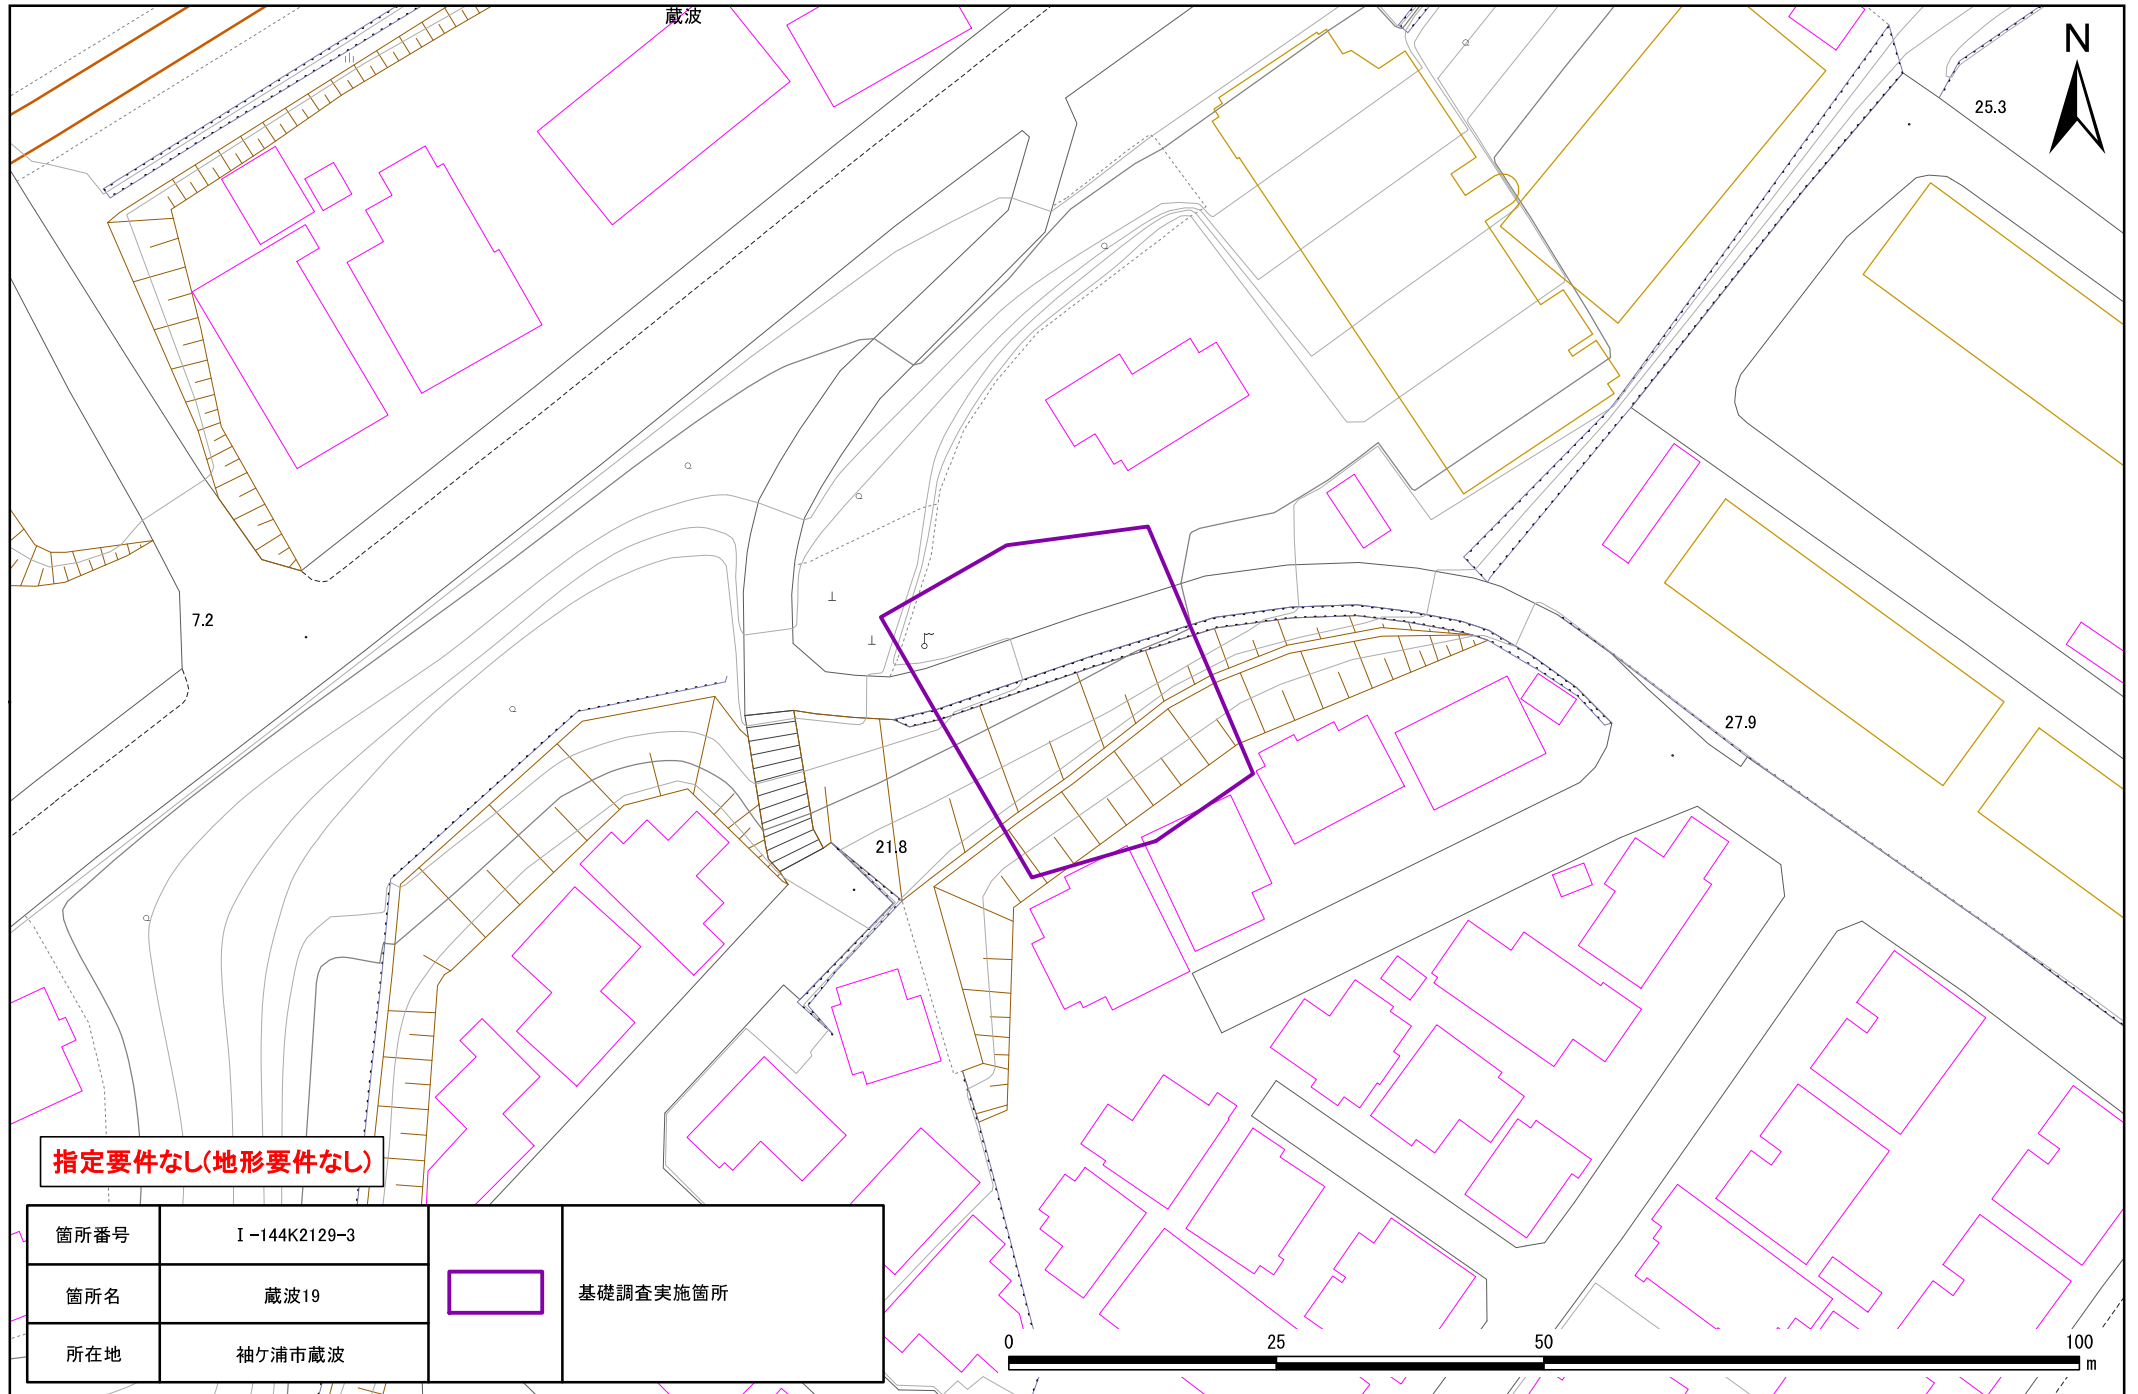 蔵波
N
25.3
7.2
27.9
21.8
指定要件なし(地形要件なし)
箇所番号 Ⅰ-144K2129-3
箇所名 蔵波19
所在地 袖ケ浦市蔵波
基礎調査実施箇所
0 25 50 100
m